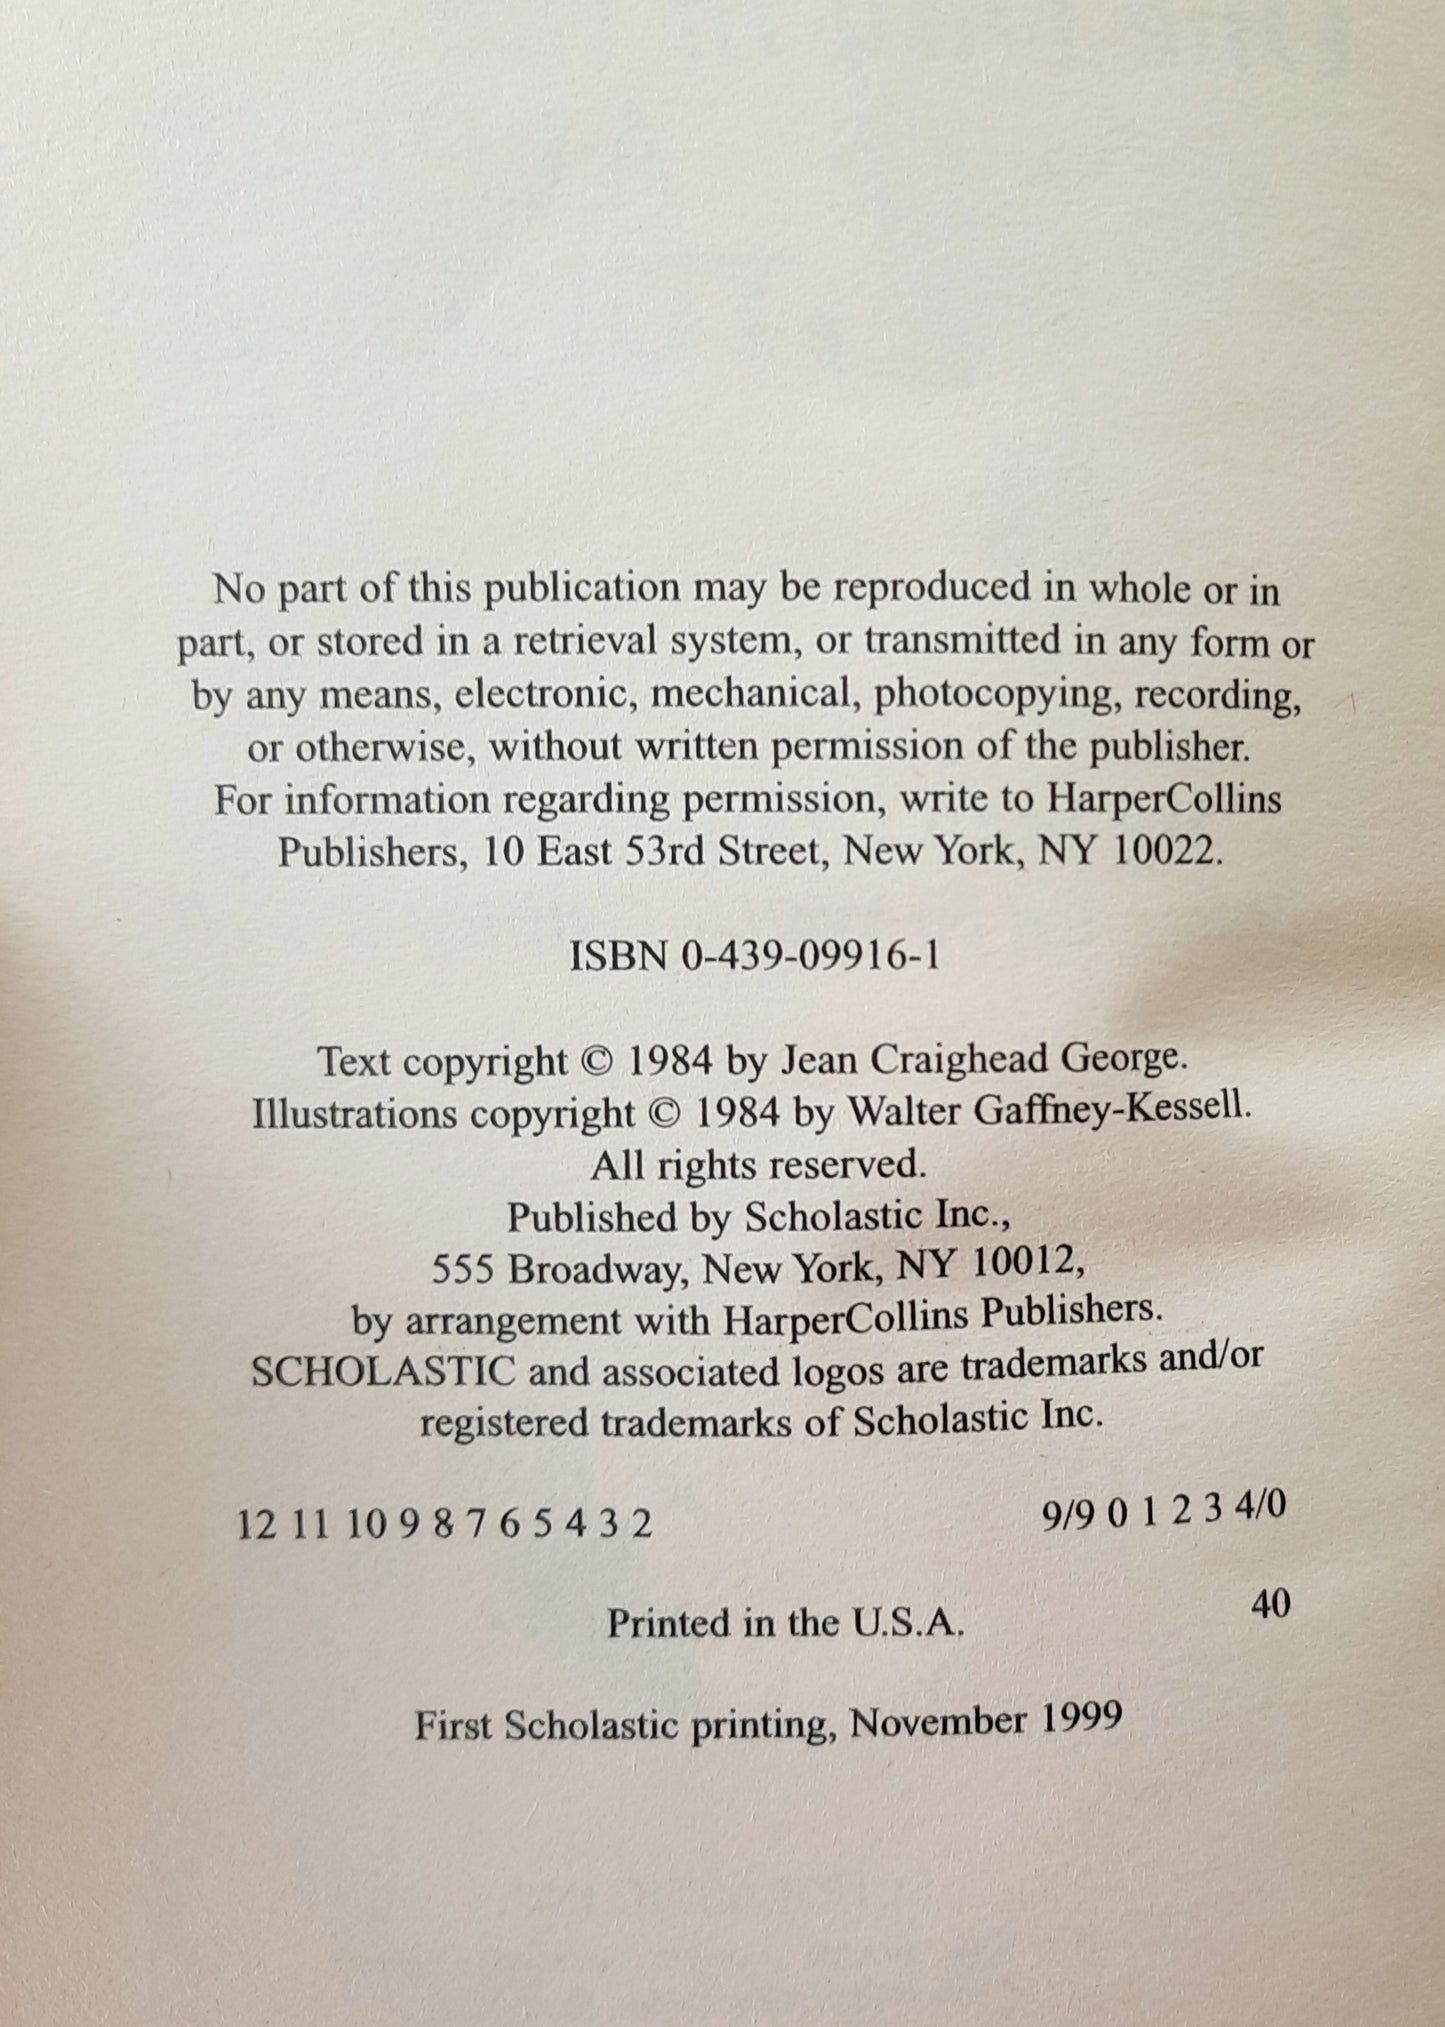 No part of this publication may be reproduced in whole or in
part, or stored in a retrieval system, or transmitted in any form or
by any means, electronic, mechanical, photocopying, recording,
or otherwise, without written permission of the publisher.
For information regarding permission, write to HarperCollins
Publishers, 10 East 53rd Street, New York, NY 10022.
ISBN 0-439-09916-1
Text copyright © 1984 by Jean Craighead George.
Illustrations copyright © 1984 by Walter Gaffney-Kessell.
All rights reserved.
Published by Scholastic Inc.,
555 Broadway, New York, NY 10012,
by arrangement with HarperCollins Publishers.
SCHOLASTIC and associated logos are trademarks and/or
registered trademarks of Scholastic Inc.
12 11 10 9 8 7 6 5 4 3 2 9/9 0 1 2 3 4/0
Printed in the U.S.A. 40
First Scholastic printing, November 1999